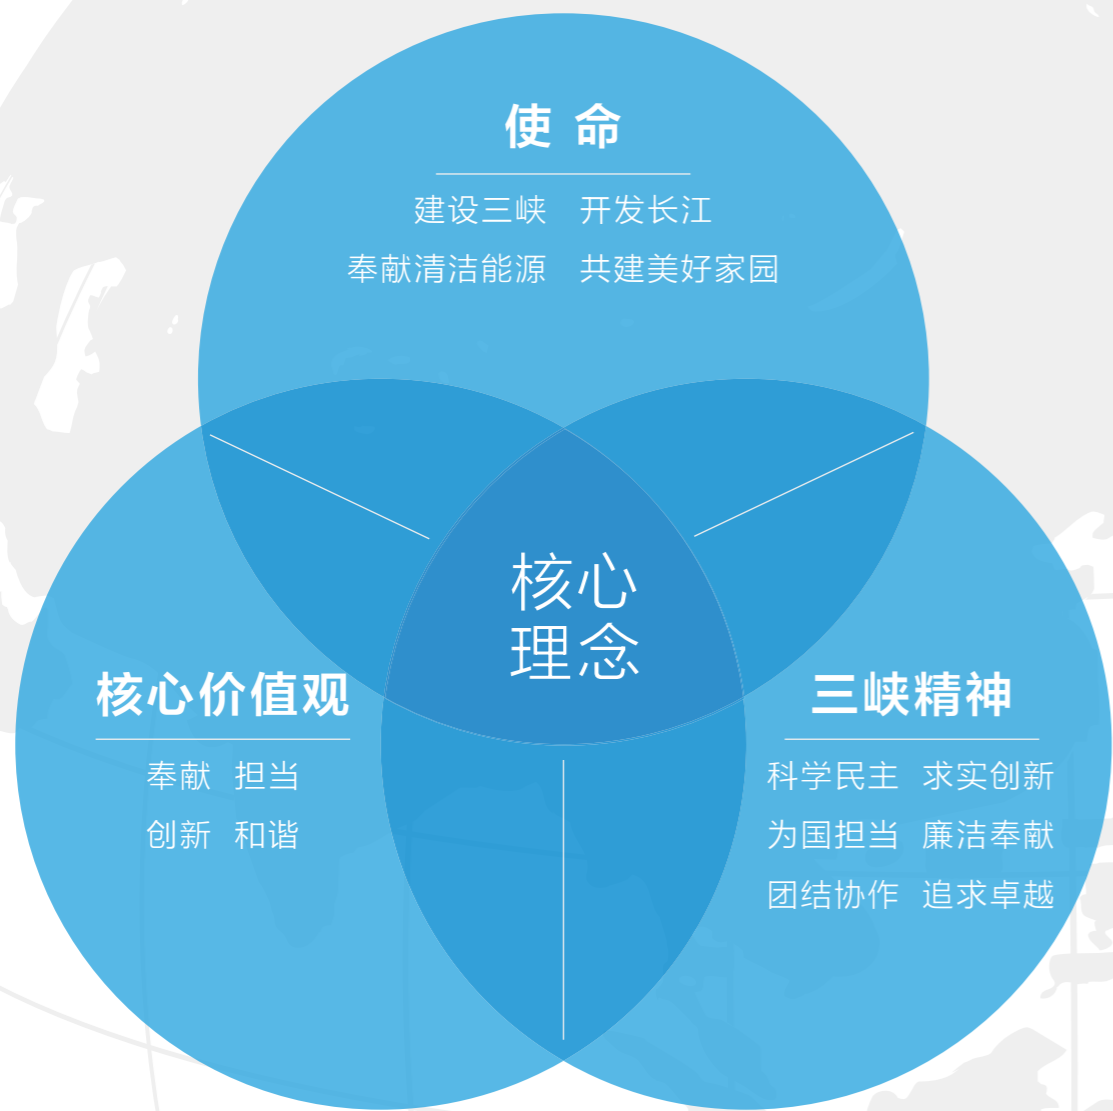 使 命
建设三峡 开发长江
奉献清洁能源 共建美好家园
核心
理念
核心价值观
奉献 担当
创新 和谐
三峡精神
科学民主 求实创新
为国担当 廉洁奉献
团结协作 追求卓越